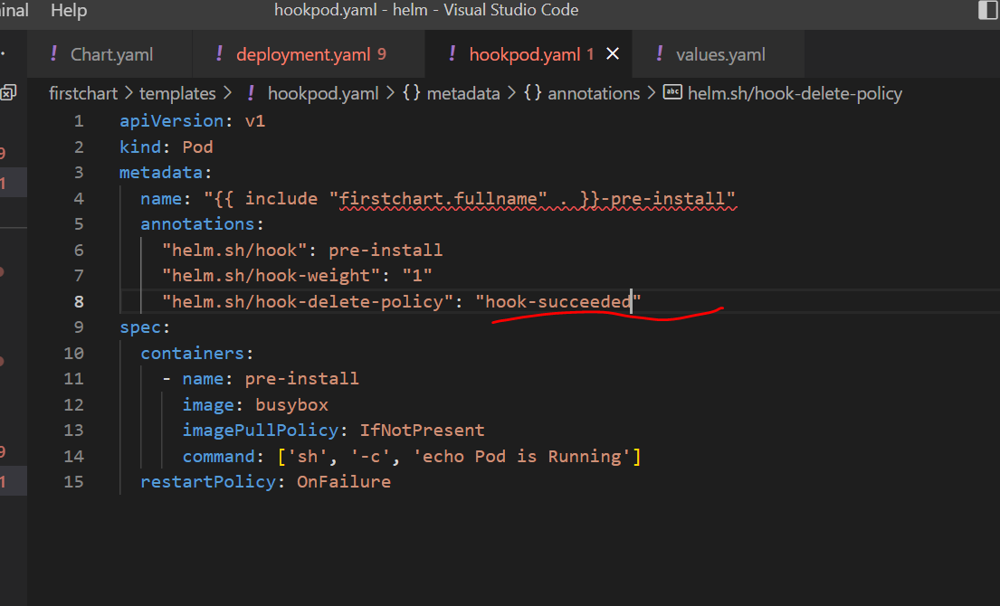 inal Help hookpod.yaml - helm - Visual Studio Code
! Chart.yaml ! deployment.yaml 9 ! hookpod.yaml 1 ! values.yaml
firstchart > templates > ! hookpod.yaml > {} metadata > {} annotations > abc helm.sh/hook-delete-policy
1 apiVersion: v1
9
2 kind: Pod
1
3 metadata:
4 name: "{{ include "firstchart.fullname" . }}-pre-install"
5 annotations:
6 "helm.sh/hook": pre-install
7 "helm.sh/hook-weight": "1"
8 "helm.sh/hook-delete-policy": "hook-succeeded"
9 spec:
10 containers:
11 - name: pre-install
12 image: busybox
13 imagePullPolicy: IfNotPresent
9
14 command: ['sh', '-c', 'echo Pod is Running']
1
15 restartPolicy: OnFailure